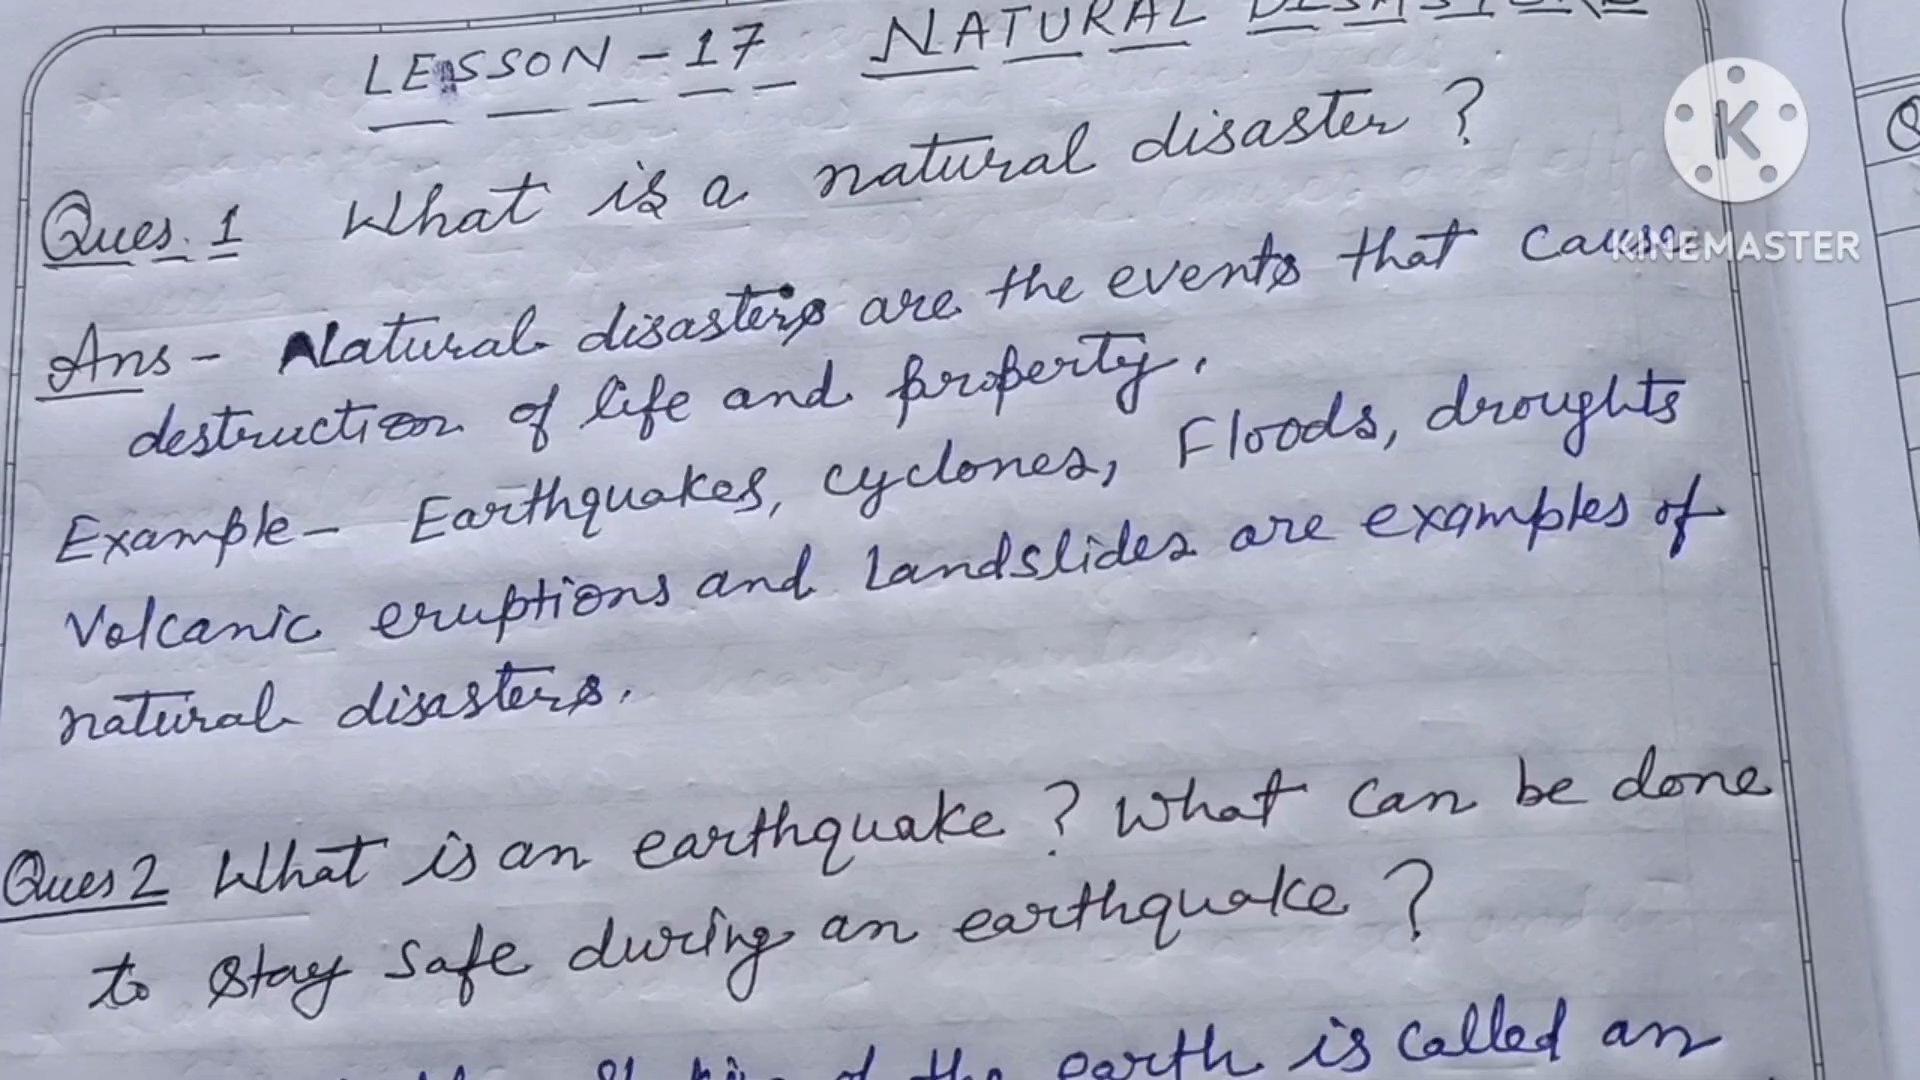 LESSON - 17 NATURAL DISASTERS
Ques. 1 What is a natural disaster?
Ans - Natural disasters are the events that cause
destruction of life and property.
Example - Earthquakes, cyclones, Floods, droughts
Volcanic eruptions and Landslides are examples of
natural disasters.
Ques 2 What is an earthquake? What can be done
to stay safe during an earthquake?
of the earth is called an
KINEMASTER